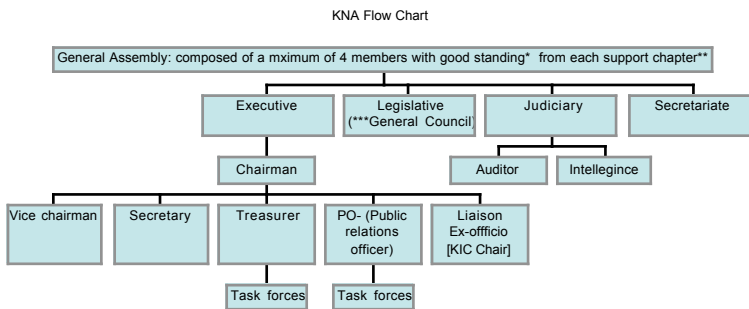 KNA Flow Chart
General Assembly: composed of a mximum of 4 members with good standing* from each support chapter**
Executive
Legislative
(***General Council)
Judiciary
Secretariate
Chairman
Auditor
Intellegince
Vice chairman
Secretary
Treasurer
PO- (Public
relations
officer)
Liaison
Ex-offficio
[KIC Chair]
Task forces
Task forces